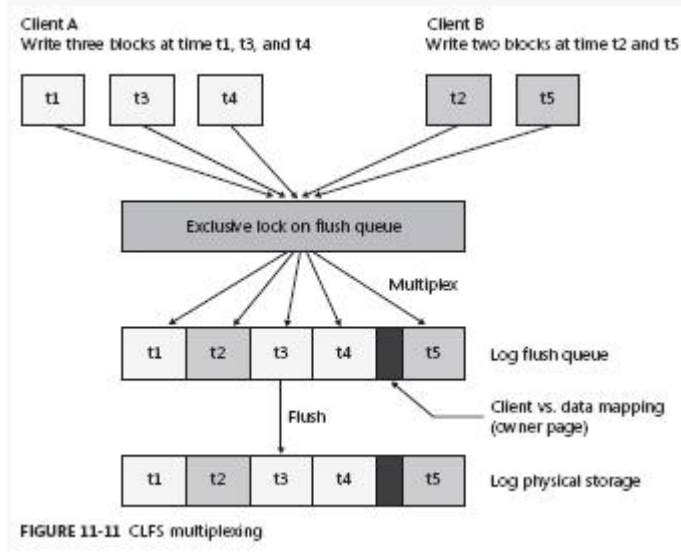 Client A
Write three blocks at time t1, t3, and t4
Client B
Write two blocks at time t2 and t5
t1 t3 t4 t2 t5
Exclusive lock on flush queue
Multiplex
t1 t2 t3 t4 t5
Log flush queue
Client vs. data mapping
(owner page)
Flush
t1 t2 t3 t4 t5
Log physical storage
FIGURE 11-11 CLFS multiplexing